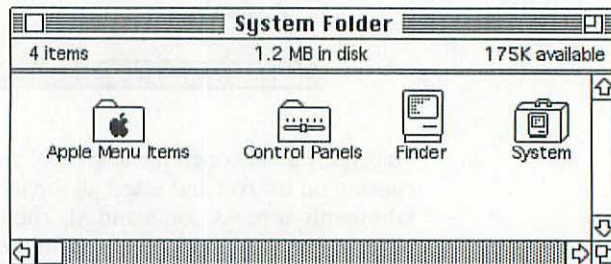 System Folder
4 items 1.2 MB in disk 175K available
Apple Menu Items Control Panels Finder System